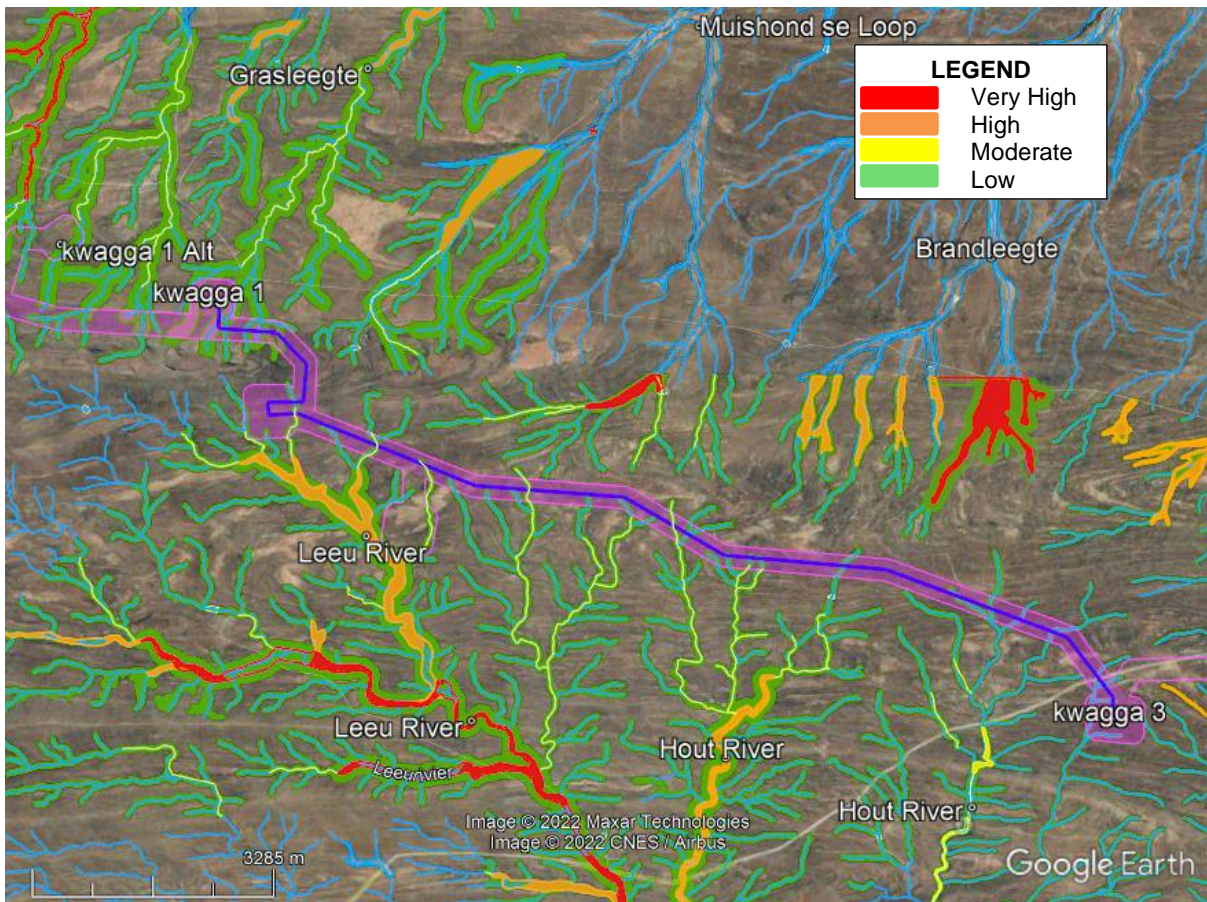 Muishond se Loop
LEGEND
Very High
High
Moderate
Low
Grasleegte
kwagga 1 Alt
kwagga 1
Brandleegte
Leeu River
Leeu River
Hout River
kwagga 3
Leeurivier
Hout River
Image © 2022 Maxar Technologies
Image © 2022 CNES / Airbus
3285 m
Google Earth